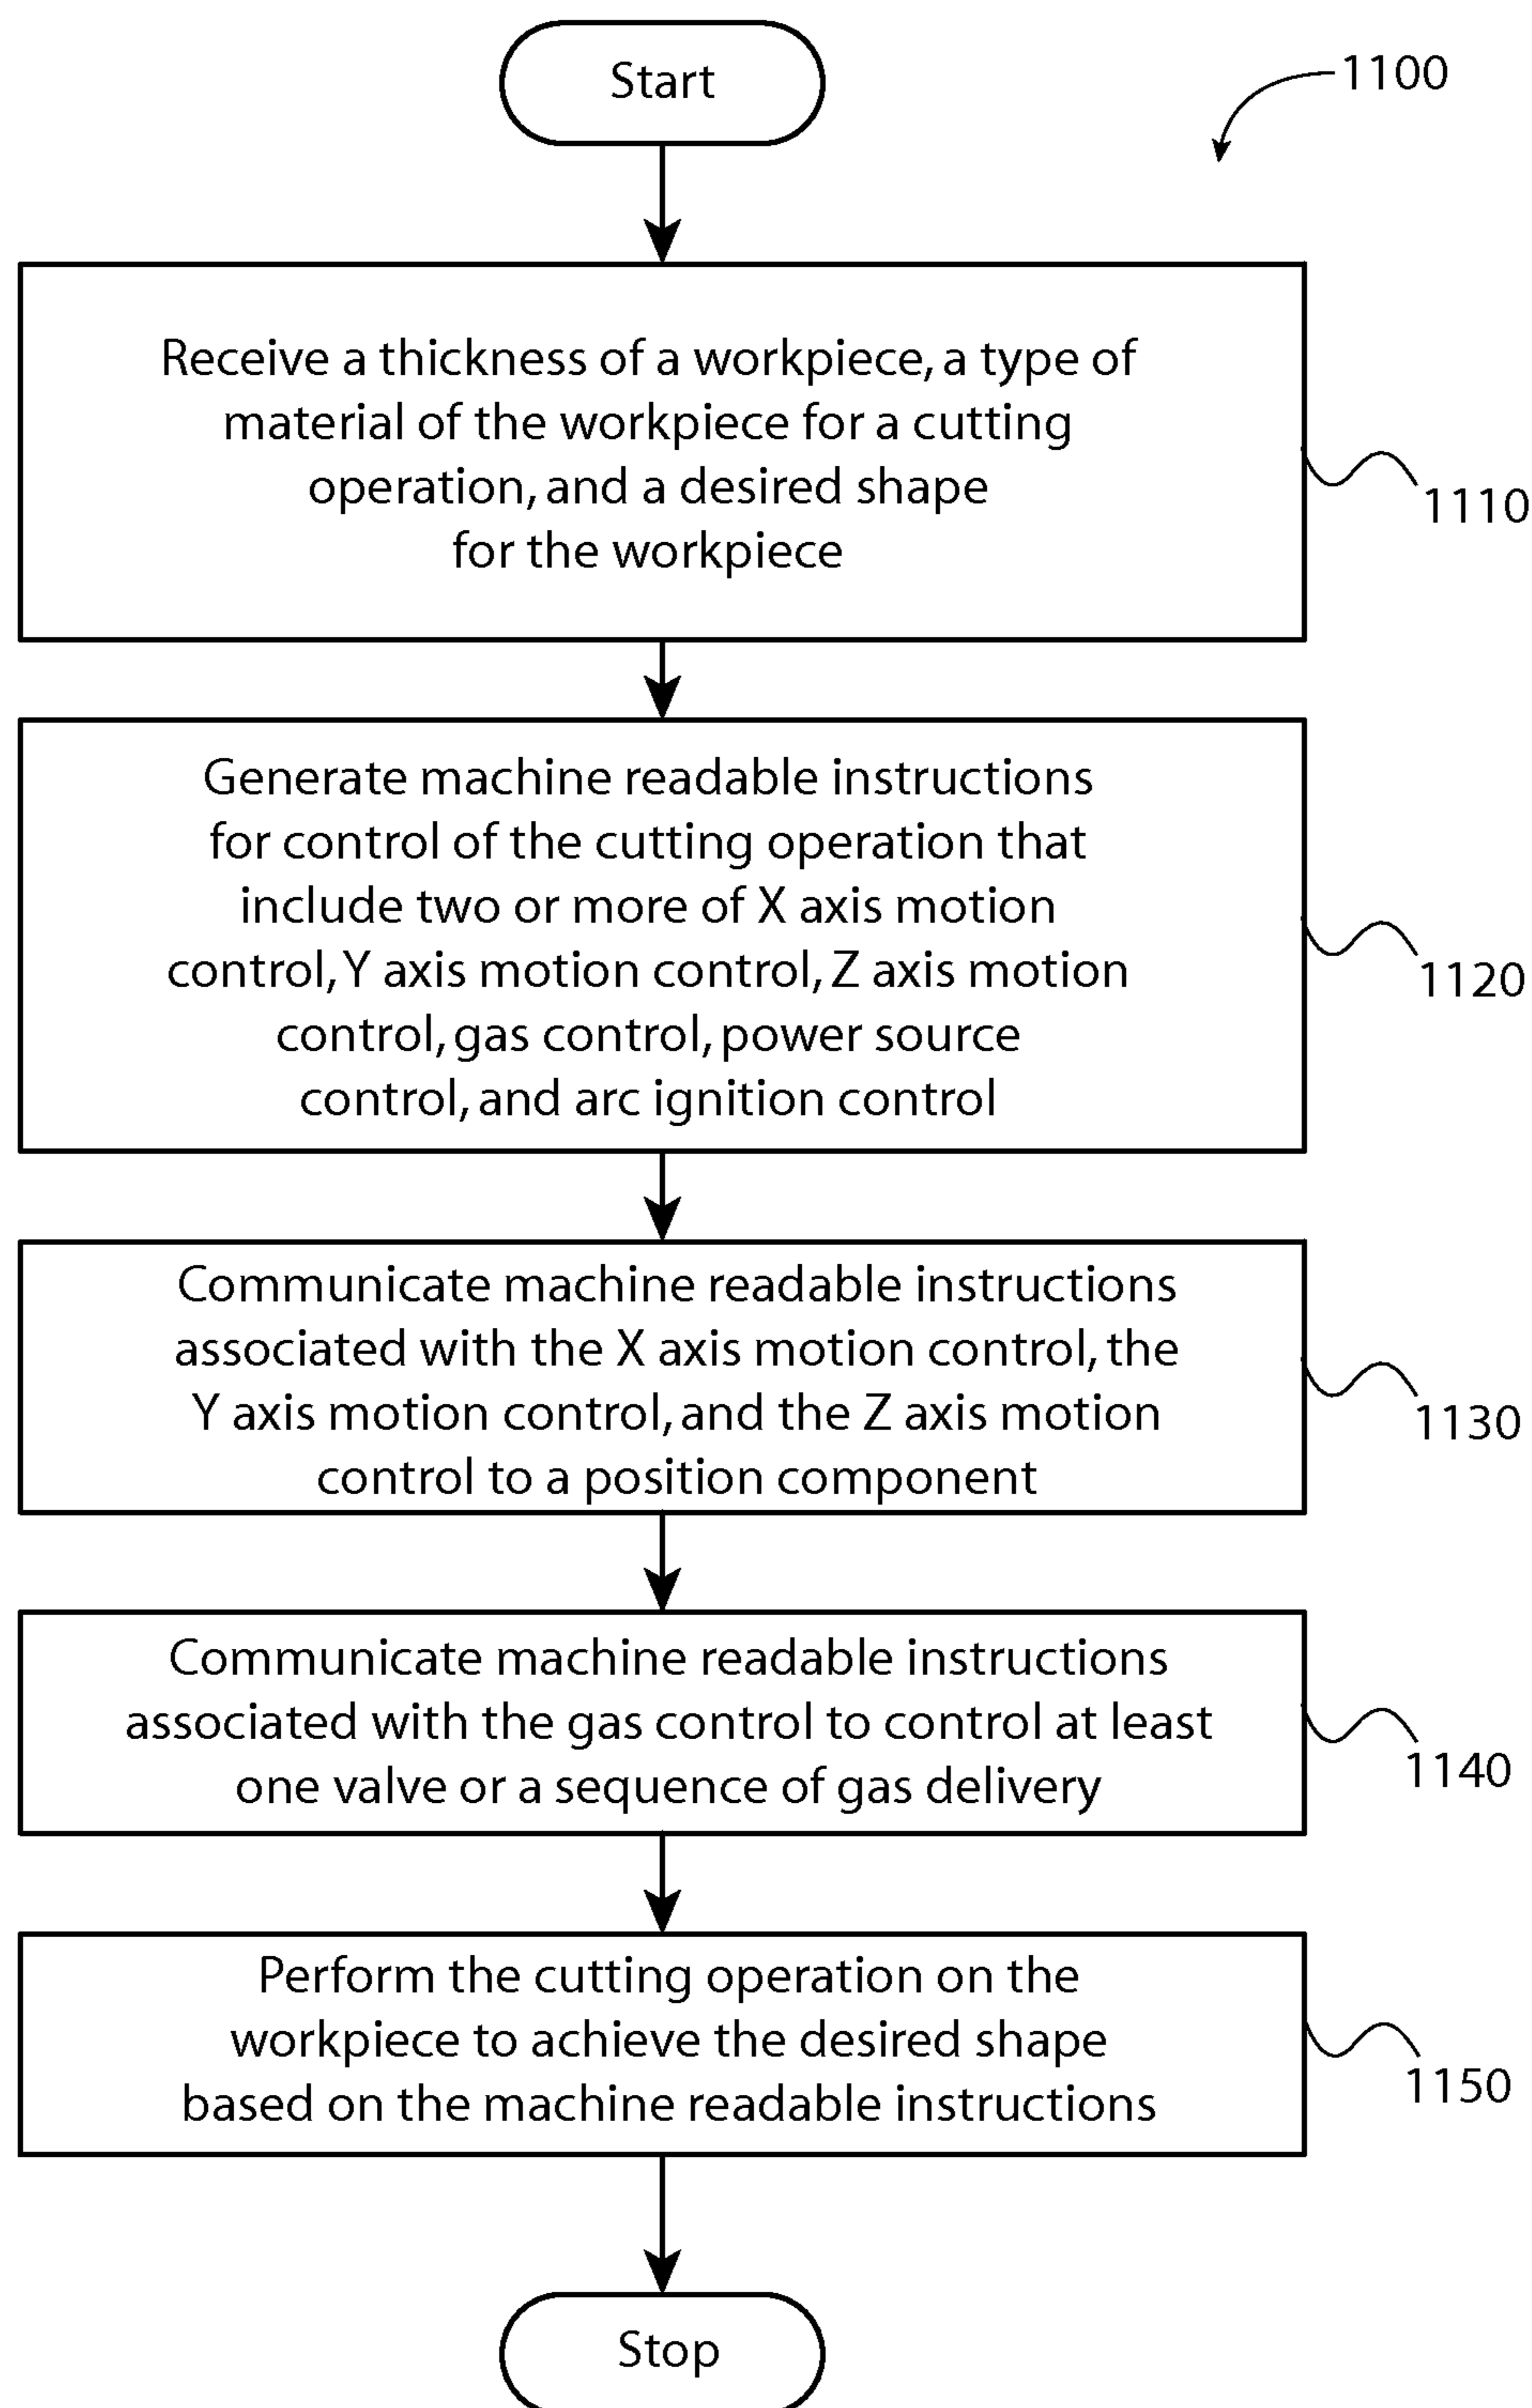 Start
1100
Receive a thickness of a workpiece, a type of
material of the workpiece for a cutting
operation, and a desired shape
for the workpiece
1110
Generate machine readable instructions
for control of the cutting operation that
include two or more of X axis motion
control, Y axis motion control, Z axis motion
control, gas control, power source
control, and arc ignition control
1120
Communicate machine readable instructions
associated with the X axis motion control, the
Y axis motion control, and the Z axis motion
control to a position component
1130
Communicate machine readable instructions
associated with the gas control to control at least
one valve or a sequence of gas delivery
1140
Perform the cutting operation on the
workpiece to achieve the desired shape
based on the machine readable instructions
1150
Stop